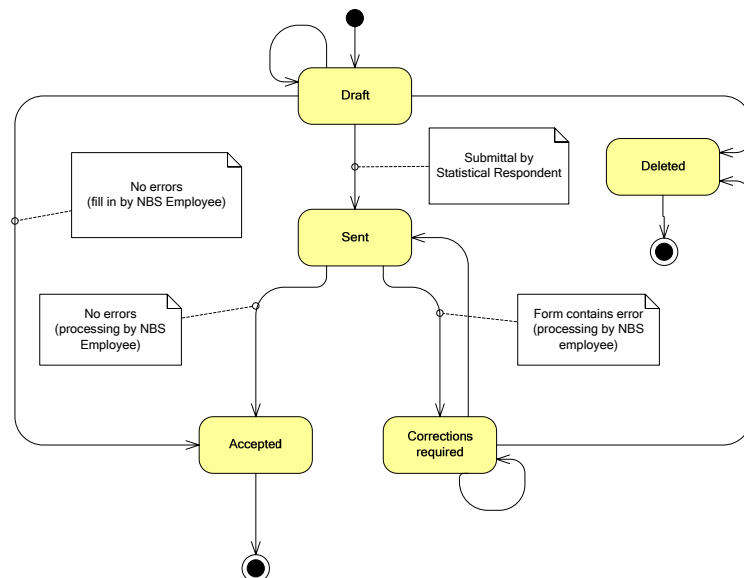 Draft
No errors
(fill in by NBS Employee)
Submittal by
Statistical Respondent
Deleted
Sent
No errors
(processing by NBS
Employee)
Form contains error
(processing by NBS
employee)
Accepted
Corrections
required